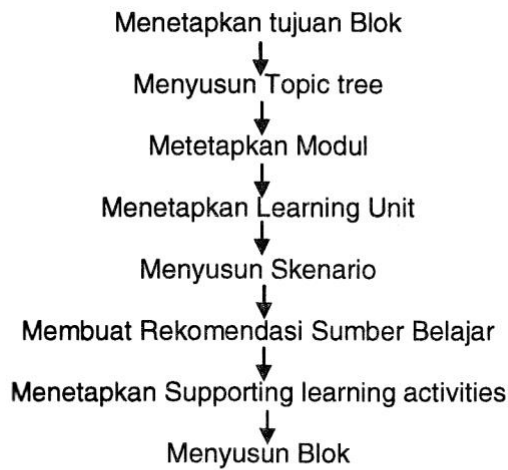 Menetapkan tujuan Blok
Menyusun Topic tree
Metetapkan Modul
Menetapkan Learning Unit
Menyusun Skenario
Membuat Rekomendasi Sumber Belajar
Menetapkan Supporting learning activities
Menyusun Blok